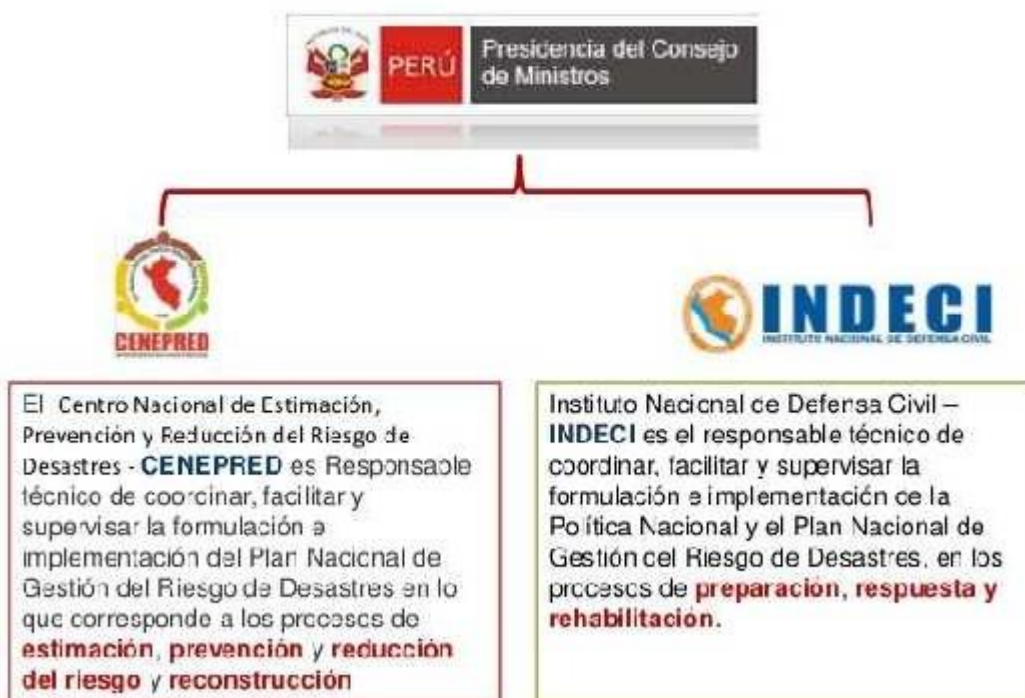 PERÚ
Presidencia del Consejo
de Ministros
CENEPRED
INDECI
INSTITUTO NACIONAL DE DEFENSA CIVIL
El Centro Nacional de Estimación,
Prevención y Reducción del Riesgo de
Desastres - CENEPRED es Responsable
técnico de coorcinar, facilitar y
supervisar la formulación e
implementación del Plan Nacional de
Gestión del Riesgo de Desastres en lo
que corresponde a los procesos de
estimación, prevención y reducción
del riesgo y reconstrucción
Instituto Nacional de Defensa Civil –
INDECI es el responsable técnico de
coordinar, facilitar y supervisar la
formulación e implementación de la
Política Nacional y el Plan Nacional de
Gestión del Riesgo de Desastres, en los
procesos de preparación, respuesta y
rehabilitación.